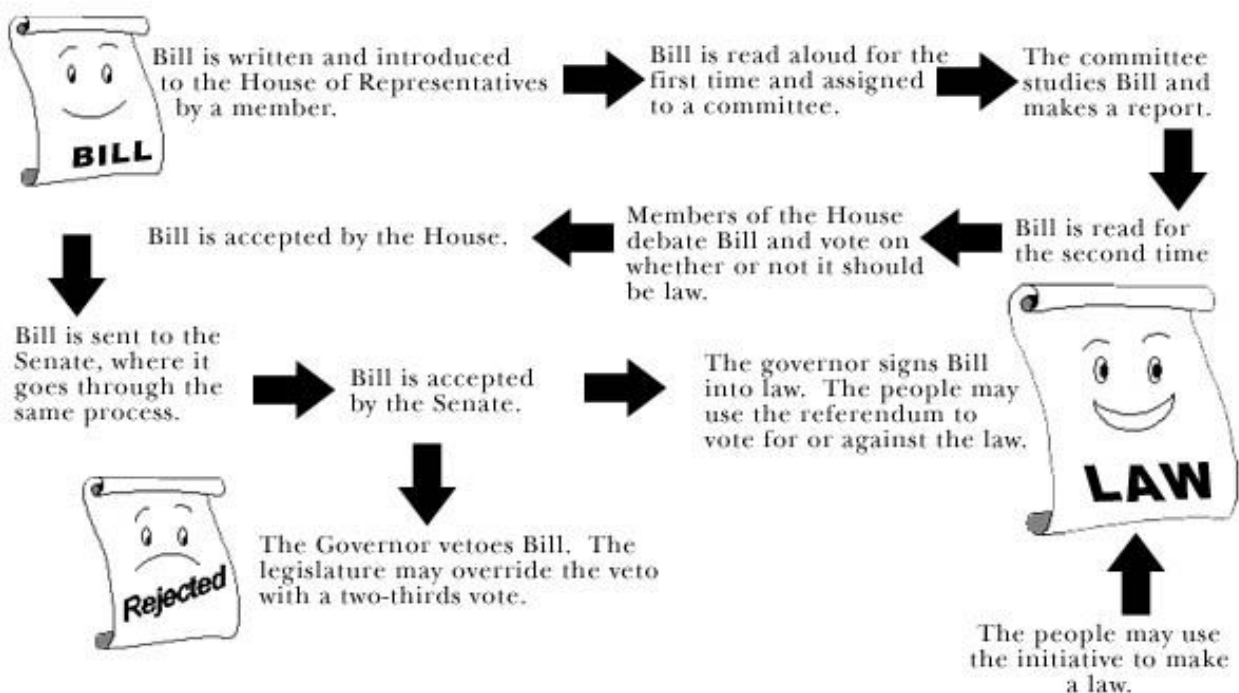 BILL
Bill is written and introduced
to the House of Representatives
by a member.
Bill is read aloud for the
first time and assigned
to a committee.
The committee
studies Bill and
makes a report.
Bill is read for
the second time
Members of the House
debate Bill and vote on
whether or not it should
be law.
Bill is accepted by the House.
Bill is sent to the
Senate, where it
goes through the
same process.
Bill is accepted
by the Senate.
The governor signs Bill
into law. The people may
use the referendum to
vote for or against the law.
LAW
Rejected
The Governor vetoes Bill. The
legislature may override the veto
with a two-thirds vote.
The people may use
the initiative to make
a law.